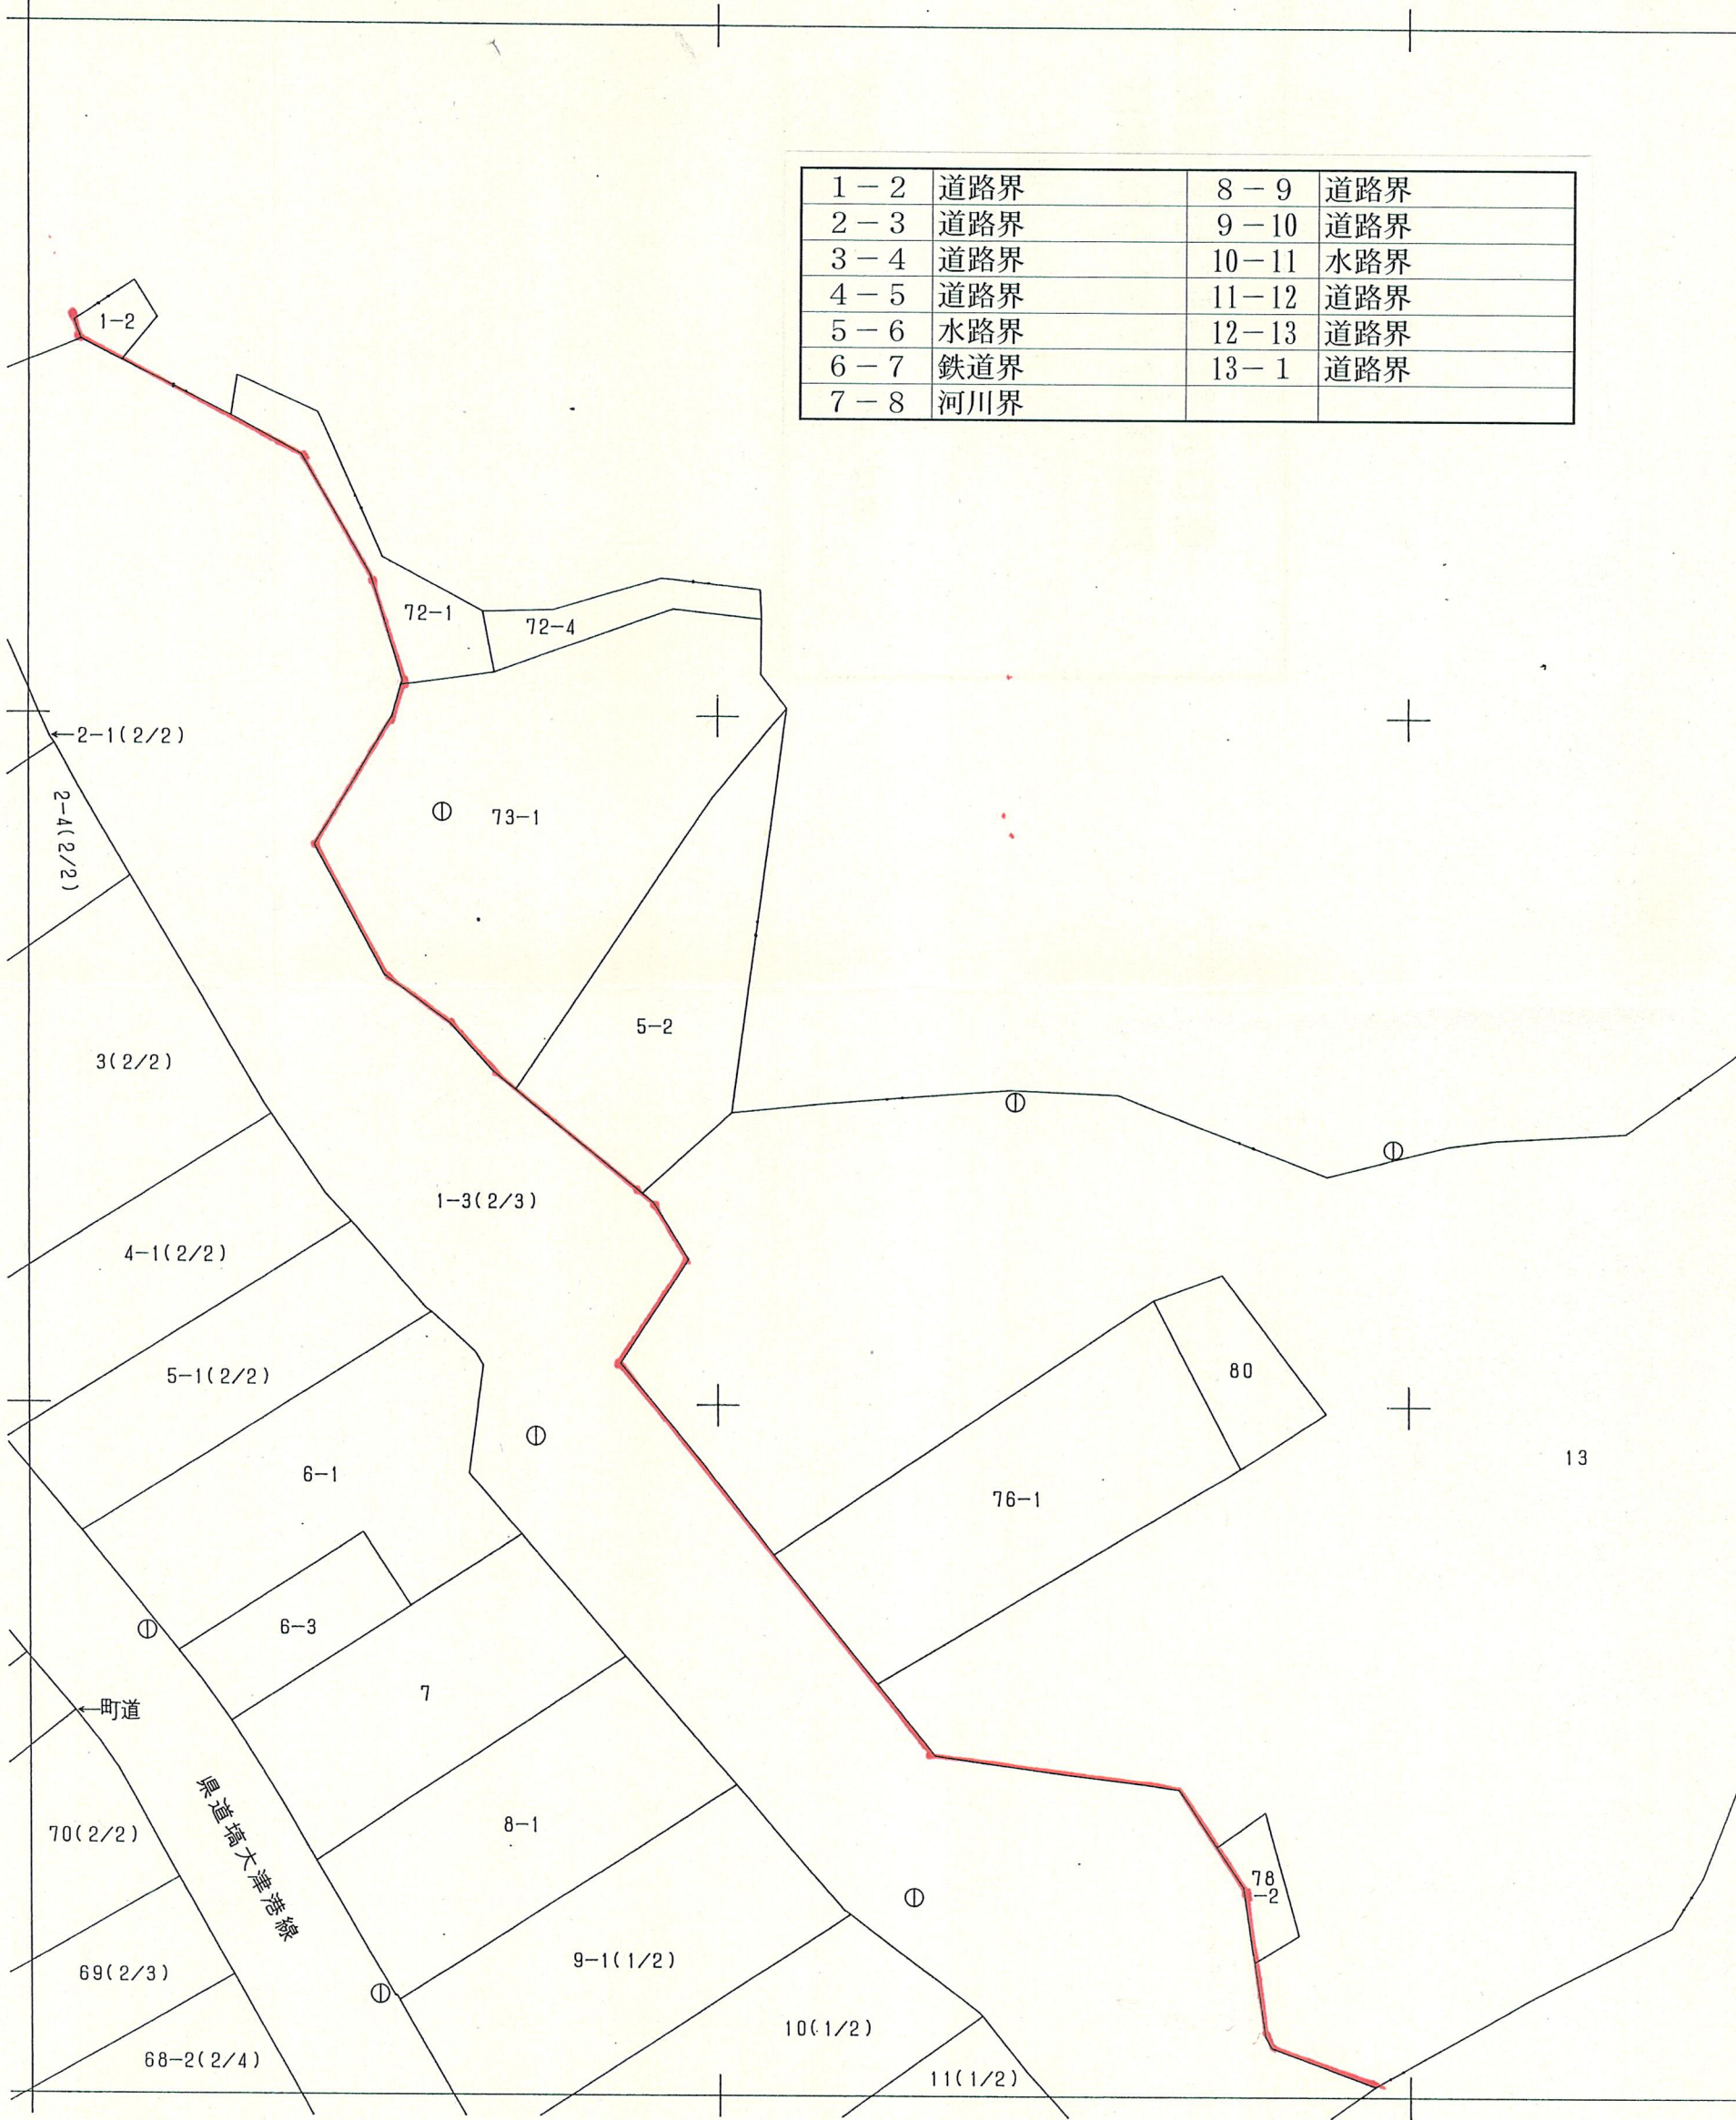 1－2 道路界 8－9 道路界
2－3 道路界 9－10 道路界
3－4 道路界 10－11 水路界
4－5 道路界 11－12 道路界
5－6 水路界 12－13 道路界
6－7 鉄道界 13－1 道路界
7－8 河川界
1-2
72-1
72-4
←2-1(2/2)
2-4(2/2)
73-1
5-2
3(2/2)
1-3(2/3)
4-1(2/2)
5-1(2/2)
80
13
6-1
76-1
6-3
7
←町道
県道塙大津港線
70(2/2)
8-1
78
-2
9-1(1/2)
69(2/3)
10(1/2)
68-2(2/4)
11(1/2)